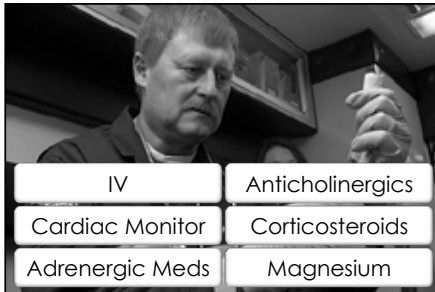 IV
Anticholinergics
Cardiac Monitor
Corticosteroids
Adrenergic Meds
Magnesium